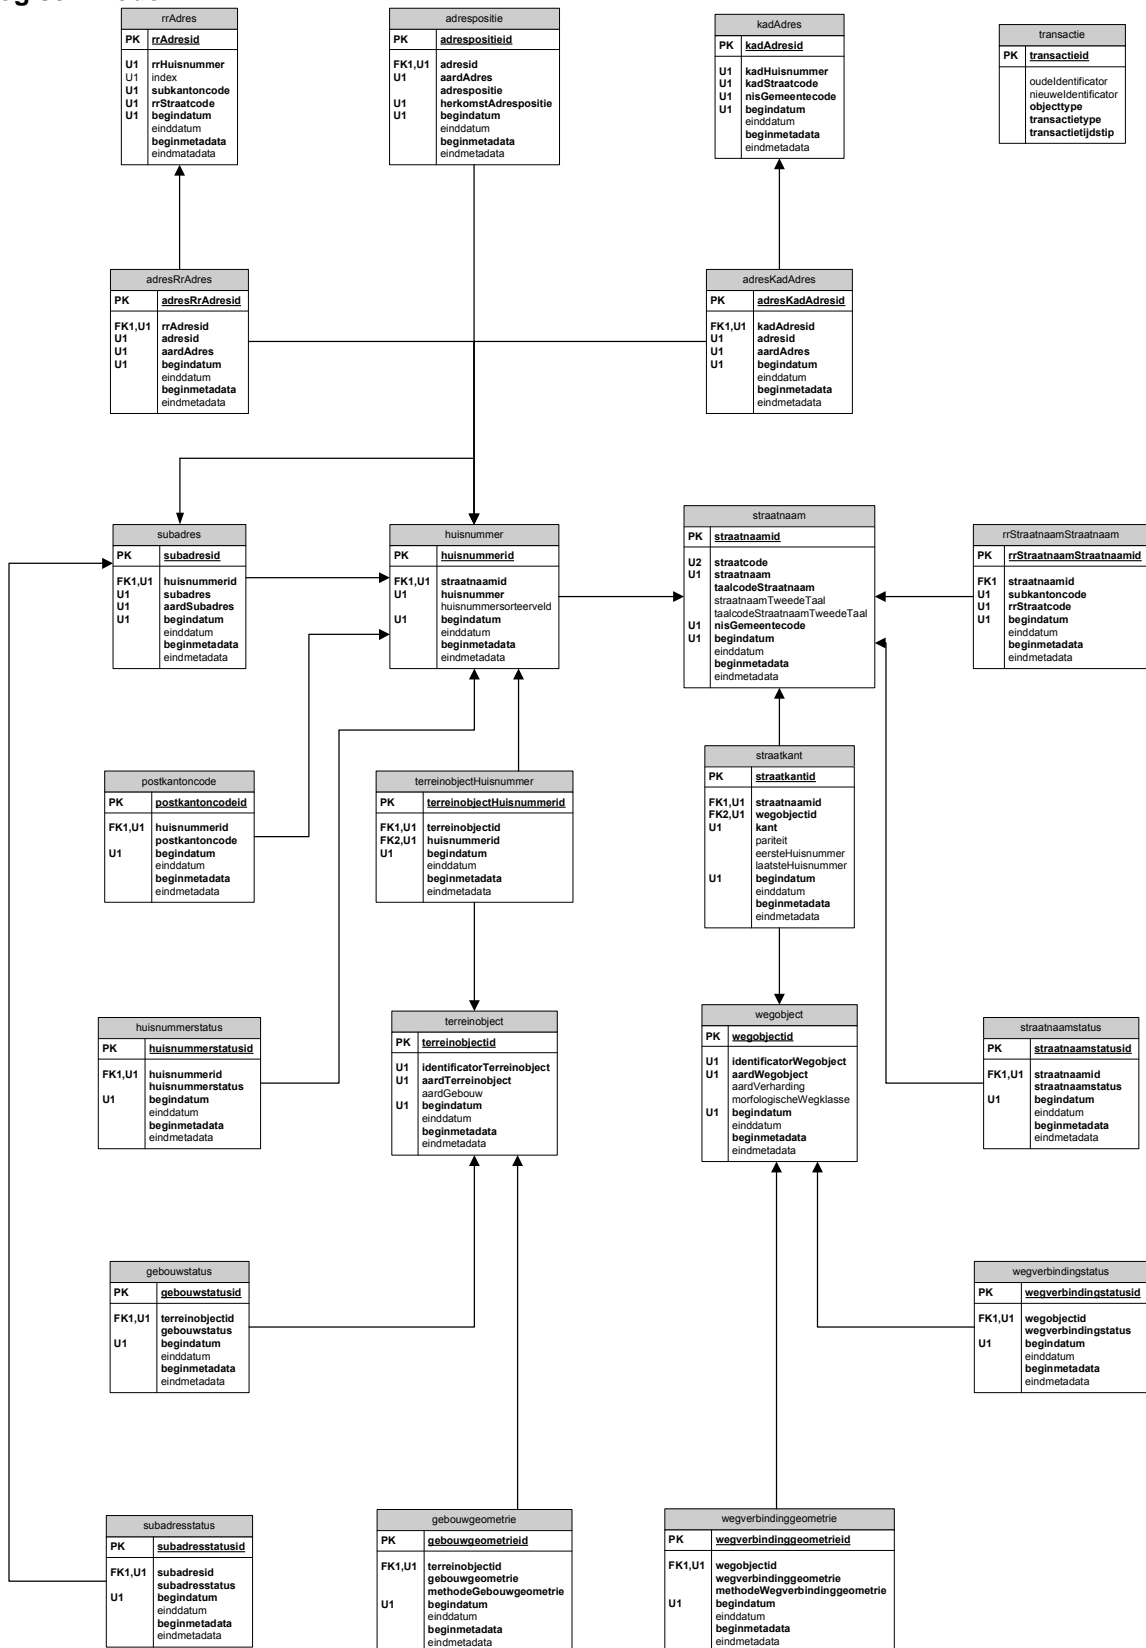 rrAdres
PK rrAdresid
U1 rrHuisnummer
U1 index
U1 subkantoncode
U1 rrStraatcode
U1 begindatum
einddatum
beginmetadata
eindmatadata
adrespositie
PK adrespositieid
FK1,U1 adresid
U1 aardAdres
adrespositie
U1 herkomstAdrespositie
U1 begindatum
einddatum
beginmetadata
eindmetadata
kadAdres
PK kadAdresid
U1 kadHuisnummer
U1 kadStraatcode
U1 nisGemeentecode
U1 begindatum
einddatum
beginmetadata
eindmetadata
transactie
PK transactieid
oudeIdentificator
nieuweIdentificator
objecttype
transactietype
transactietijdstip
adresRrAdres
PK adresRrAdresid
FK1,U1 rrAdresid
U1 adresid
U1 aardAdres
U1 begindatum
einddatum
beginmetadata
eindmetadata
adresKadAdres
PK adresKadAdresid
FK1,U1 kadAdresid
U1 adresid
U1 aardAdres
U1 begindatum
einddatum
beginmetadata
eindmetadata
subadres
PK subadresid
FK1,U1 huisnummerid
U1 subadres
U1 aardSubadres
U1 begindatum
einddatum
beginmetadata
eindmetadata
huisnummer
PK huisnummerid
FK1,U1 straatnaamid
U1 huisnummer
huisnummersorteerveld
U1 begindatum
einddatum
beginmetadata
eindmetadata
straatnaam
PK straatnaamid
U2 straatcode
U1 straatnaam
taalcodeStraatnaam
straatnaamTweedeTaal
taalcodeStraatnaamTweedeTaal
U1 nisGemeentecode
U1 begindatum
einddatum
beginmetadata
eindmetadata
rrStraatnaamStraatnaam
PK rrStraatnaamStraatnaamid
FK1 straatnaamid
U1 subkantoncode
U1 rrStraatcode
U1 begindatum
einddatum
beginmetadata
eindmetadata
postkantoncode
PK postkantoncodeid
FK1,U1 huisnummerid
postkantoncode
U1 begindatum
einddatum
beginmetadata
eindmetadata
terreinobjectHuisnummer
PK terreinobjectHuisnummerid
FK1,U1 terreinobjectid
FK2,U1 huisnummerid
U1 begindatum
einddatum
beginmetadata
eindmetadata
straatkant
PK straatkantid
FK1,U1 straatnaamid
FK2,U1 wegobjectid
U1 kant
pariteit
eersteHuisnummer
laatsteHuisnummer
U1 begindatum
einddatum
beginmetadata
eindmetadata
huisnummerstatus
PK huisnummerstatusid
FK1,U1 huisnummerid
huisnummerstatus
U1 begindatum
einddatum
beginmetadata
eindmetadata
terreinobject
PK terreinobjectid
U1 identificatorTerreinobject
U1 aardTerreinobject
aardGebouw
U1 begindatum
einddatum
beginmetadata
eindmetadata
wegobject
PK wegobjectid
U1 identificatorWegobject
U1 aardWegobject
aardVerharding
morfologischeWegklasse
U1 begindatum
einddatum
beginmetadata
eindmetadata
straatnaamstatus
PK straatnaamstatusid
FK1,U1 straatnaamid
straatnaamstatus
U1 begindatum
einddatum
beginmetadata
eindmetadata
gebouwstatus
PK gebouwstatusid
FK1,U1 terreinobjectid
gebouwstatus
U1 begindatum
einddatum
beginmetadata
eindmetadata
wegverbindingstatus
PK wegverbindingstatusid
FK1,U1 wegobjectid
wegverbindingstatus
U1 begindatum
einddatum
beginmetadata
eindmetadata
subadresstatus
PK subadresstatusid
FK1,U1 subadresid
subadresstatus
U1 begindatum
einddatum
beginmetadata
eindmetadata
gebouwgeometrie
PK gebouwgeometrieid
FK1,U1 terreinobjectid
gebouwgeometrie
methodeGebouwgeometrie
U1 begindatum
einddatum
beginmetadata
eindmetadata
wegverbindinggeometrie
PK wegverbindinggeometrieid
FK1,U1 wegobjectid
wegverbindinggeometrie
methodeWegverbindinggeometrie
U1 begindatum
einddatum
beginmetadata
eindmetadata